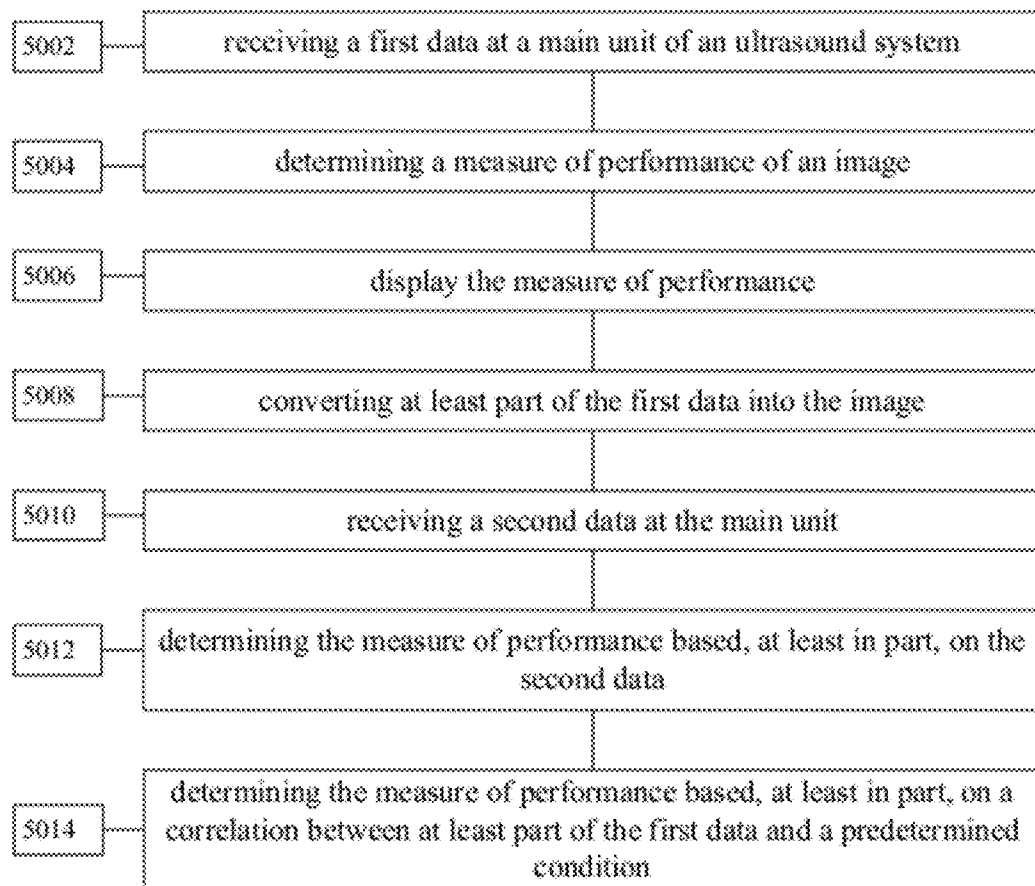 5002
receiving a first data at a main unit of an ultrasound system
5004
determining a measure of performance of an image
5006
display the measure of performance
5008
converting at least part of the first data into the image
5010
receiving a second data at the main unit
5012
determining the measure of performance based, at least in part, on the
second data
5014
determining the measure of performance based, at least in part, on a
correlation between at least part of the first data and a predetermined
condition